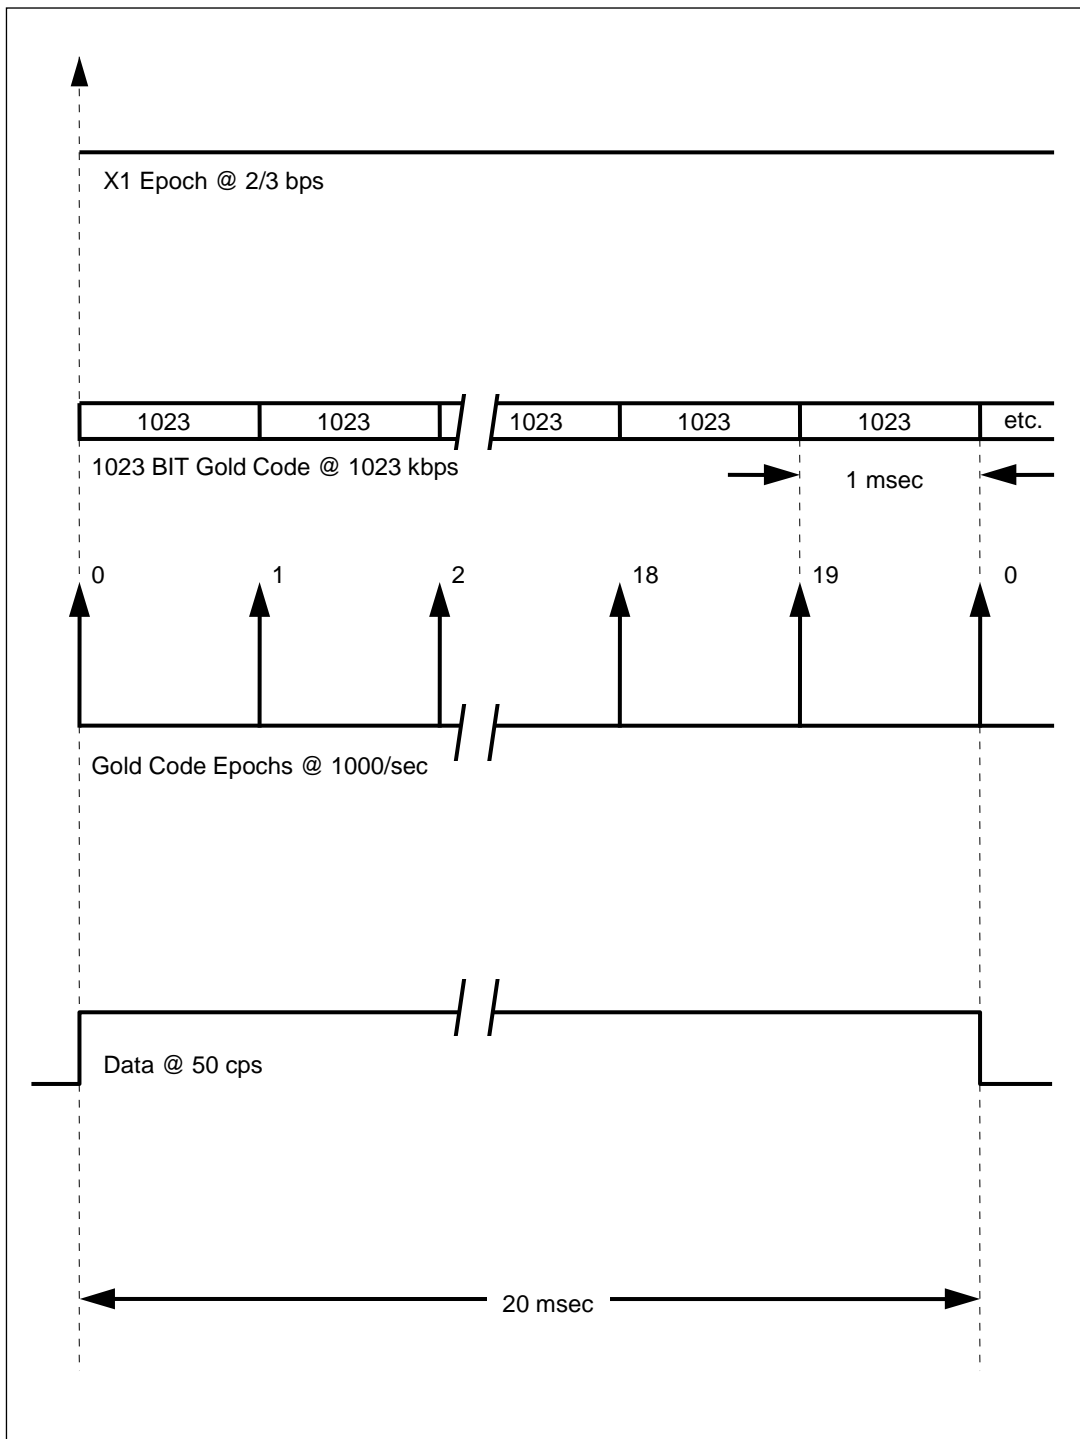 X1 Epoch @ 2/3 bps
1023 1023 1023 1023 1023 etc.
1023 BIT Gold Code @ 1023 kbps
1 msec
0 1 2 18 19 0
Gold Code Epochs @ 1000/sec
Data @ 50 cps
20 msec